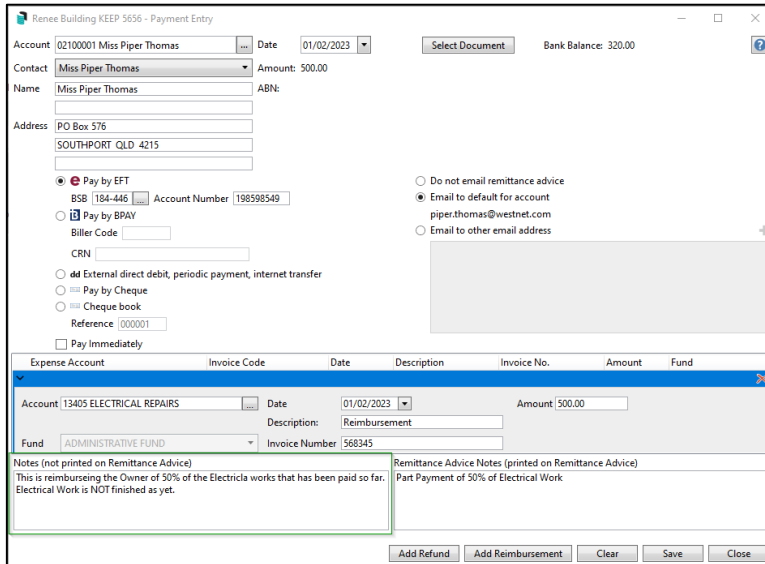 Renee Building KEEP 5656 - Payment Entry
Account 02100001 Miss Piper Thomas ... Date 01/02/2023 Select Document Bank Balance: 320.00 ?
Contact Miss Piper Thomas Amount: 500.00
Name Miss Piper Thomas ABN:
Address PO Box 576
SOUTHPORT QLD 4215
Pay by EFT Do not email remittance advice
BSB 184-446 ... Account Number 198598549 Email to default for account
Pay by BPAY piper.thomas@westnet.com
Biller Code Email to other email address
CRN
dd External direct debit, periodic payment, internet transfer
Pay by Cheque
Cheque book
Reference 000001
Pay Immediately
Expense Account Invoice Code Date Description Invoice No. Amount Fund
Account 13405 ELECTRICAL REPAIRS ... Date 01/02/2023 Amount 500.00
Description: Reimbursement
Fund ADMINISTRATIVE FUND Invoice Number 568345
Notes (not printed on Remittance Advice) Remittance Advice Notes (printed on Remittance Advice)
This is reimburseing the Owner of 50% of the Electricla works that has been paid so far. Part Payment of 50% of Electrical Work
Electrical Work is NOT finished as yet.
Add Refund Add Reimbursement Clear Save Close